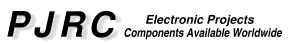 PJRC
Electronic Projects
Components Available Worldwide